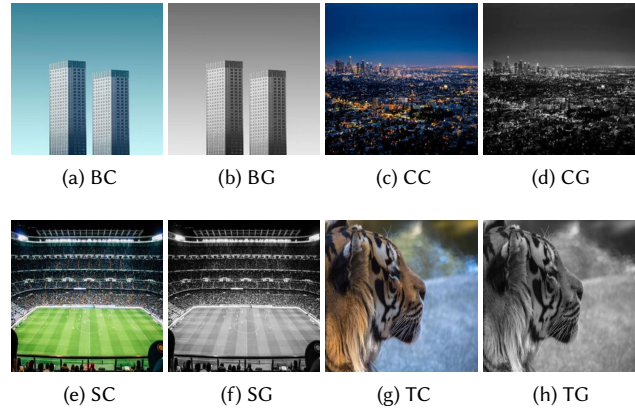 (a) BC
(b) BG
(c) CC
(d) CG
(e) SC
(f) SG
(g) TC
(h) TG